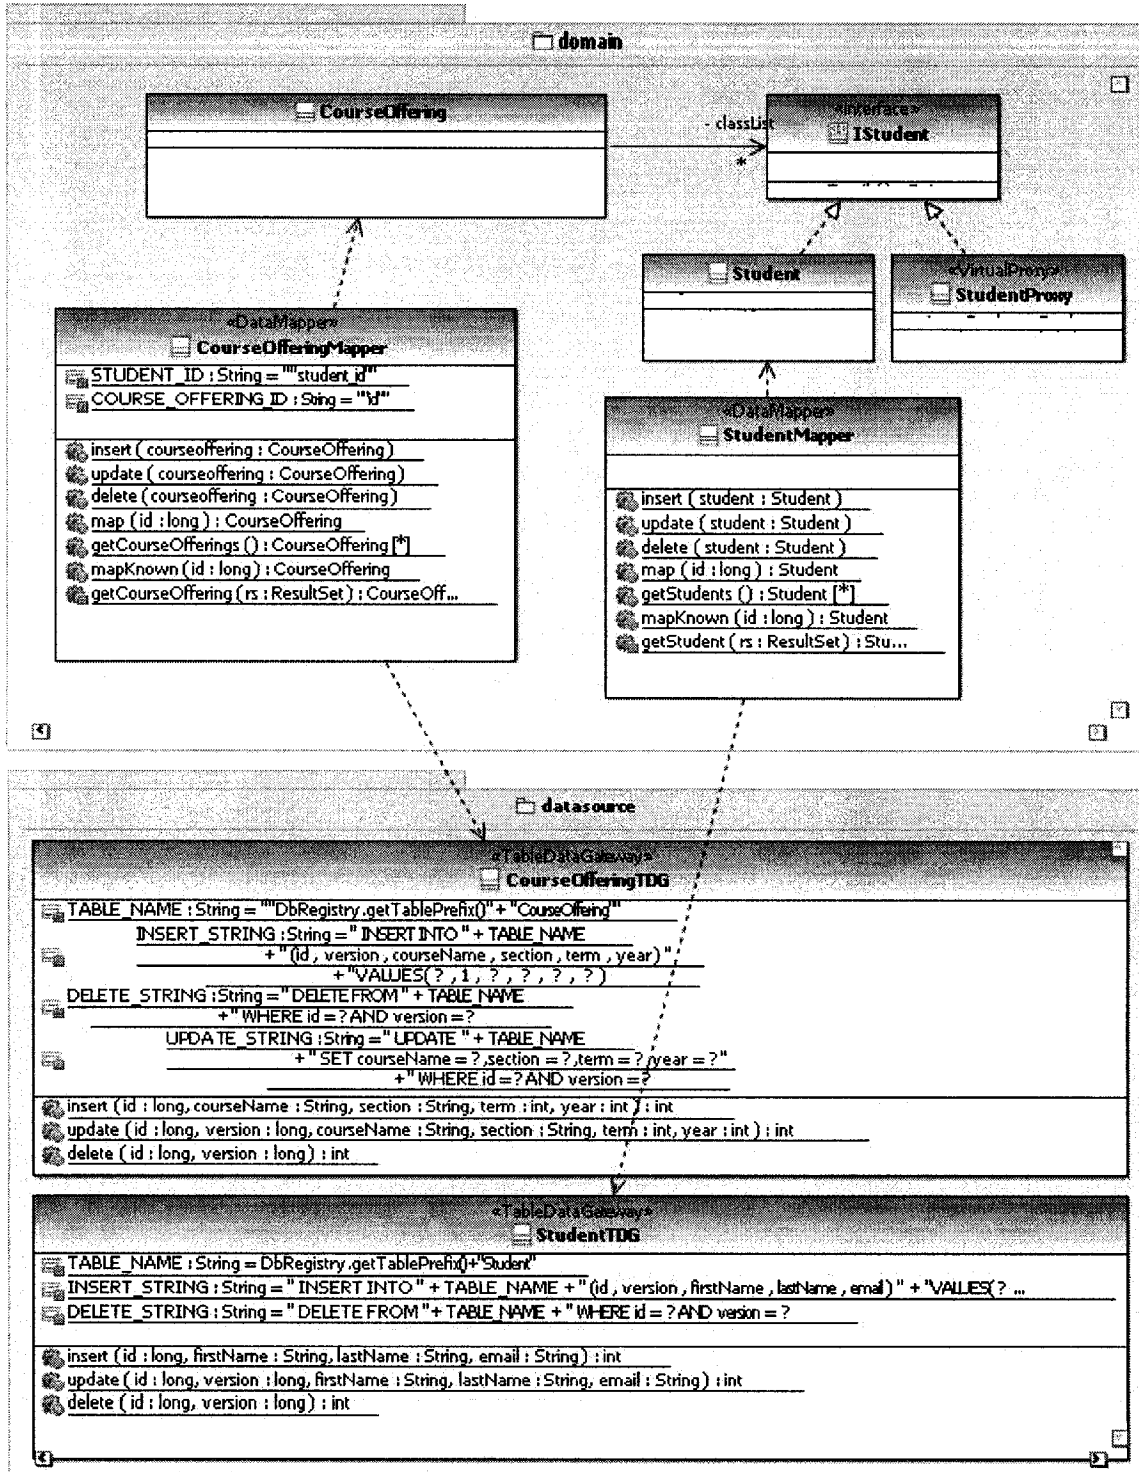 domain
CourseOffering
- classList
*
«interface»
IStudent
Student
«VirtualProxy»
StudentProxy
«DataMapper»
CourseOfferingMapper
STUDENT_ID : String = ""student_id""
COURSE_OFFERING_ID : String = "'id'"
insert ( courseoffering : CourseOffering )
update ( courseoffering : CourseOffering )
delete ( courseoffering : CourseOffering )
map ( id : long ) : CourseOffering
getCourseOfferings () : CourseOffering [*]
mapKnown ( id : long ) : CourseOffering
getCourseOffering ( rs : ResultSet ) : CourseOff...
«DataMapper»
StudentMapper
insert ( student : Student )
update ( student : Student )
delete ( student : Student )
map ( id : long ) : Student
getStudents () : Student [*]
mapKnown ( id : long ) : Student
getStudent ( rs : ResultSet ) : Stu...
datasource
«TableDataGateway»
CourseOfferingTDG
TABLE_NAME : String = ""DbRegistry.getTablePrefix()" + "CourseOffering""
INSERT_STRING : String = " INSERT INTO " + TABLE_NAME
+ "(id , version , courseName , section , term , year) "
+ "VALUES( ? , 1 , ? , ? , ? , ? )
DELETE_STRING : String = " DELETE FROM " + TABLE_NAME
+ " WHERE id = ? AND version = ?
UPDATE_STRING : String = " UPDATE " + TABLE_NAME
+ " SET courseName = ? ,section = ? ,term = ? ,year = ? "
+ " WHERE id = ? AND version = ?
insert ( id : long, courseName : String, section : String, term : int, year : int ) : int
update ( id : long, version : long, courseName : String, section : String, term : int, year : int ) : int
delete ( id : long, version : long ) : int
«TableDataGateway»
StudentTDG
TABLE_NAME : String = DbRegistry.getTablePrefix()+"Student"
INSERT_STRING : String = " INSERT INTO " + TABLE_NAME + "(id , version , firstName , lastName , email) " + "VALUES( ? ...
DELETE_STRING : String = " DELETE FROM " + TABLE_NAME + " WHERE id = ? AND version = ?
insert ( id : long, firstName : String, lastName : String, email : String ) : int
update ( id : long, version : long, firstName : String, lastName : String, email : String ) : int
delete ( id : long, version : long ) : int